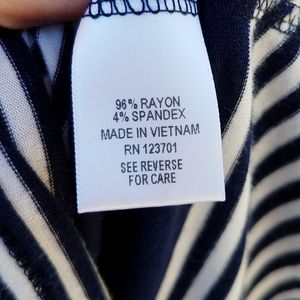 96% RAYON
4% SPANDEX
MADE IN VIETNAM
RN 123701
SEE REVERSE
FOR CARE